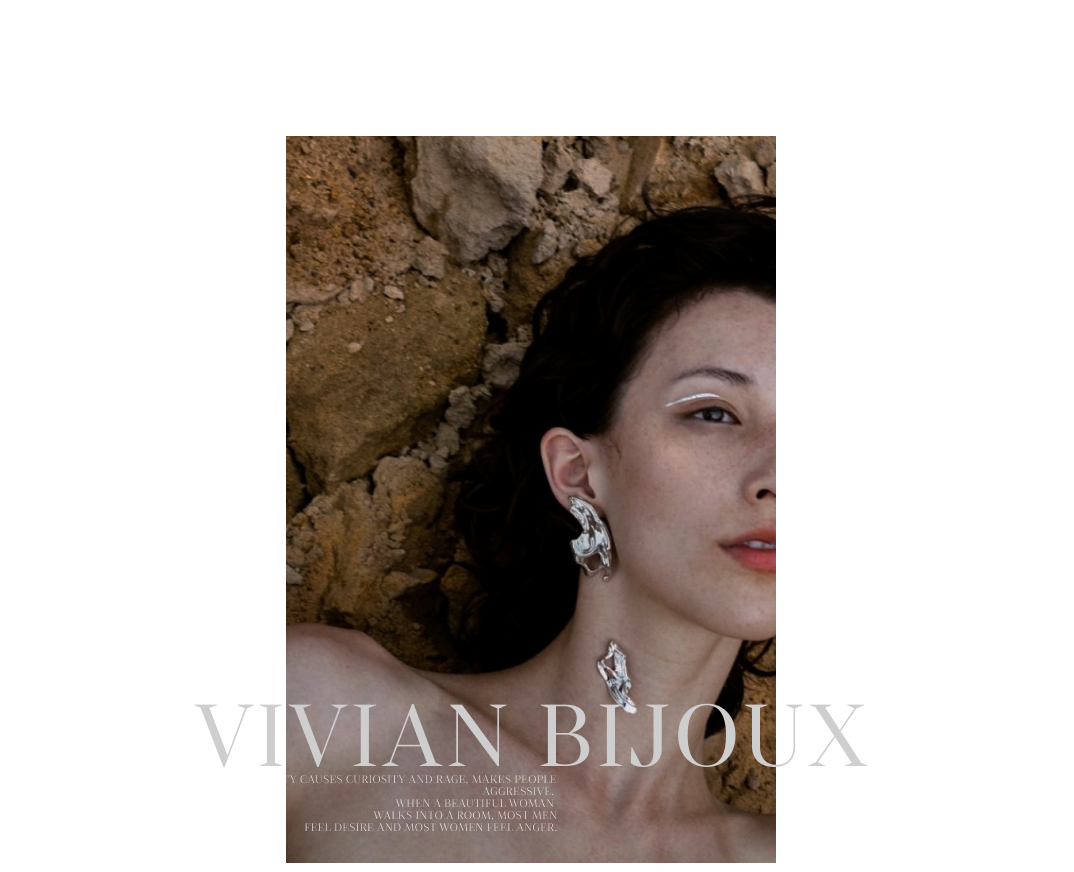 VIVIAN BIJOUX
TY CAUSES CURIOSITY AND RAGE, MAKES PEOPLE
AGGRESSIVE.
WHEN A BEAUTIFUL WOMAN
WALKS INTO A ROOM, MOST MEN
FEEL DESIRE AND MOST WOMEN FEEL ANGER.